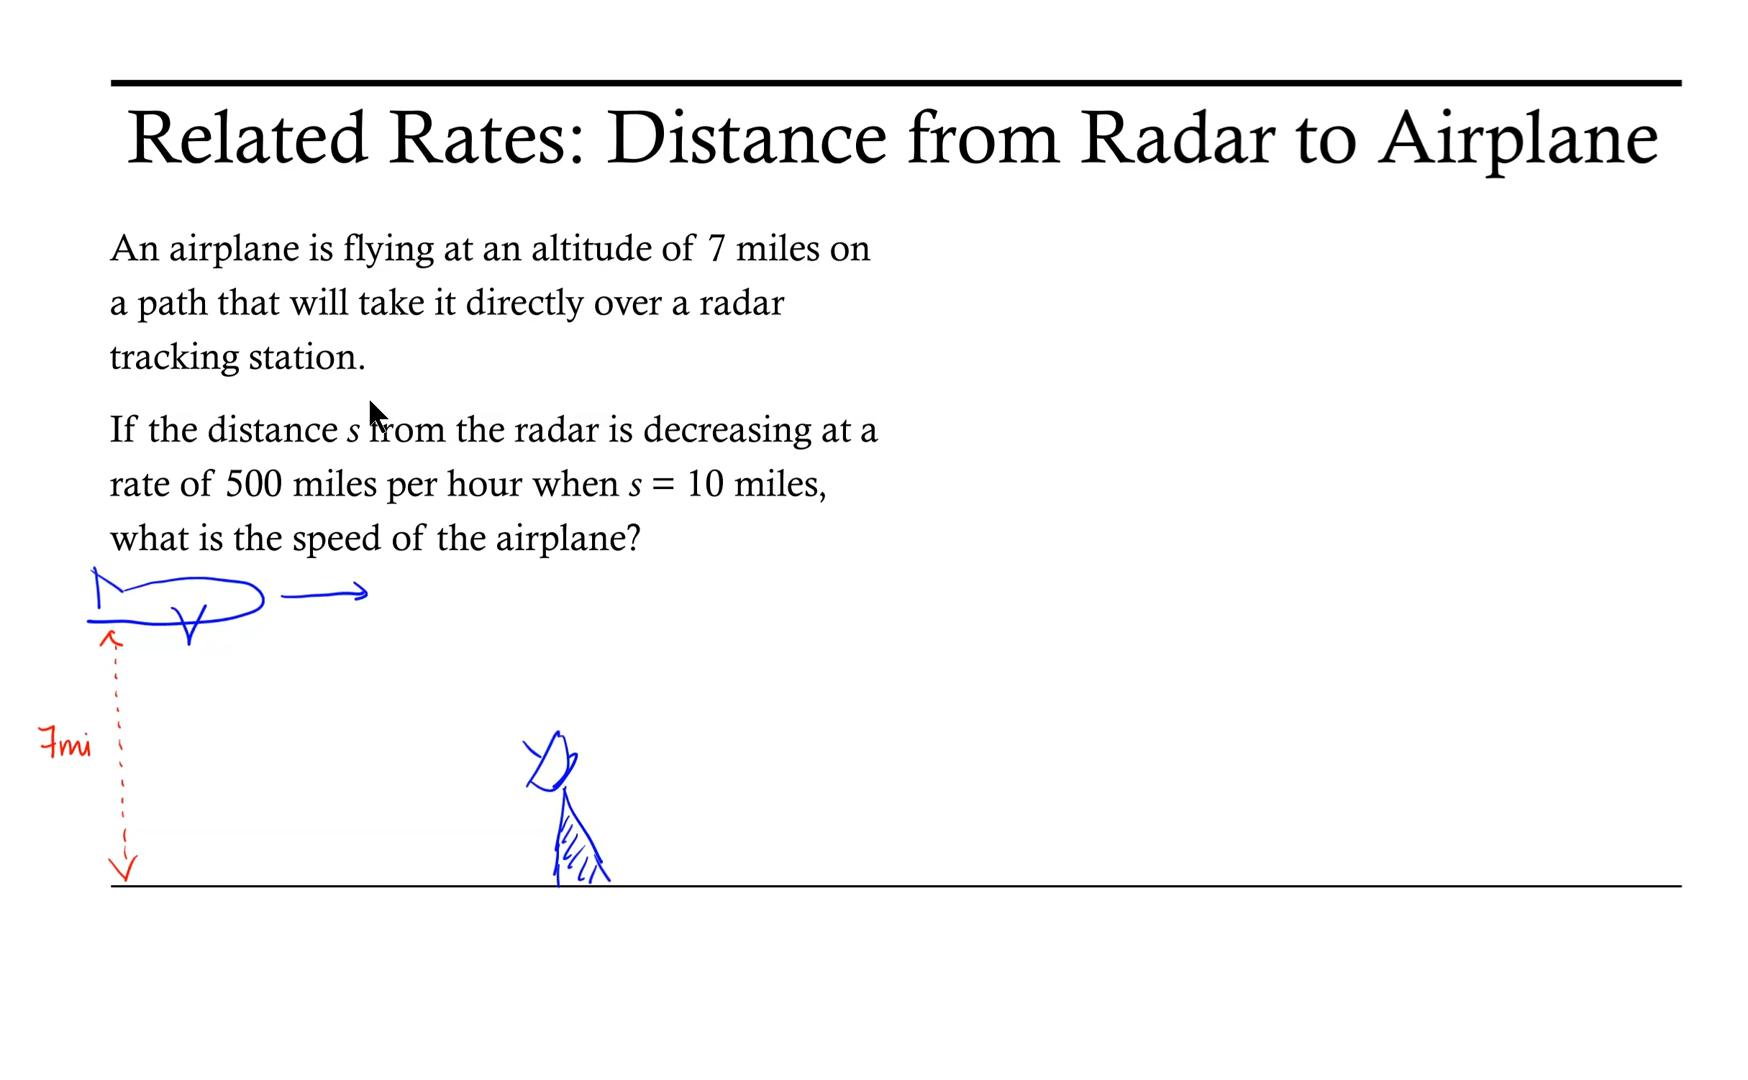 Related Rates: Distance from Radar to Airplane
An airplane is flying at an altitude of 7 miles on
a path that will take it directly over a radar
tracking station.
If the distance s from the radar is decreasing at a
rate of 500 miles per hour when s = 10 miles,
what is the speed of the airplane?
7mi